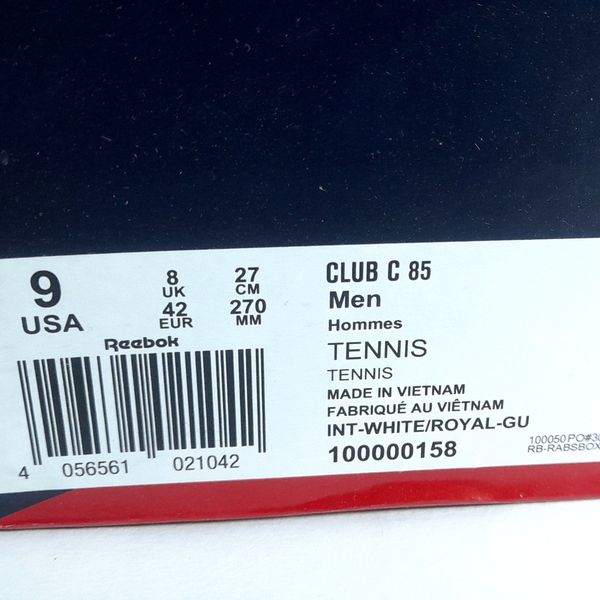 9
USA
8
UK
42
EUR
27
CM
270
MM
Reebok
4 056561 021042
CLUB C 85
Men
Hommes
TENNIS
TENNIS
MADE IN VIETNAM
FABRIQUÉ AU VIÊTNAM
INT-WHITE/ROYAL-GU
100000158
100050PO#
RB-RABSBOX